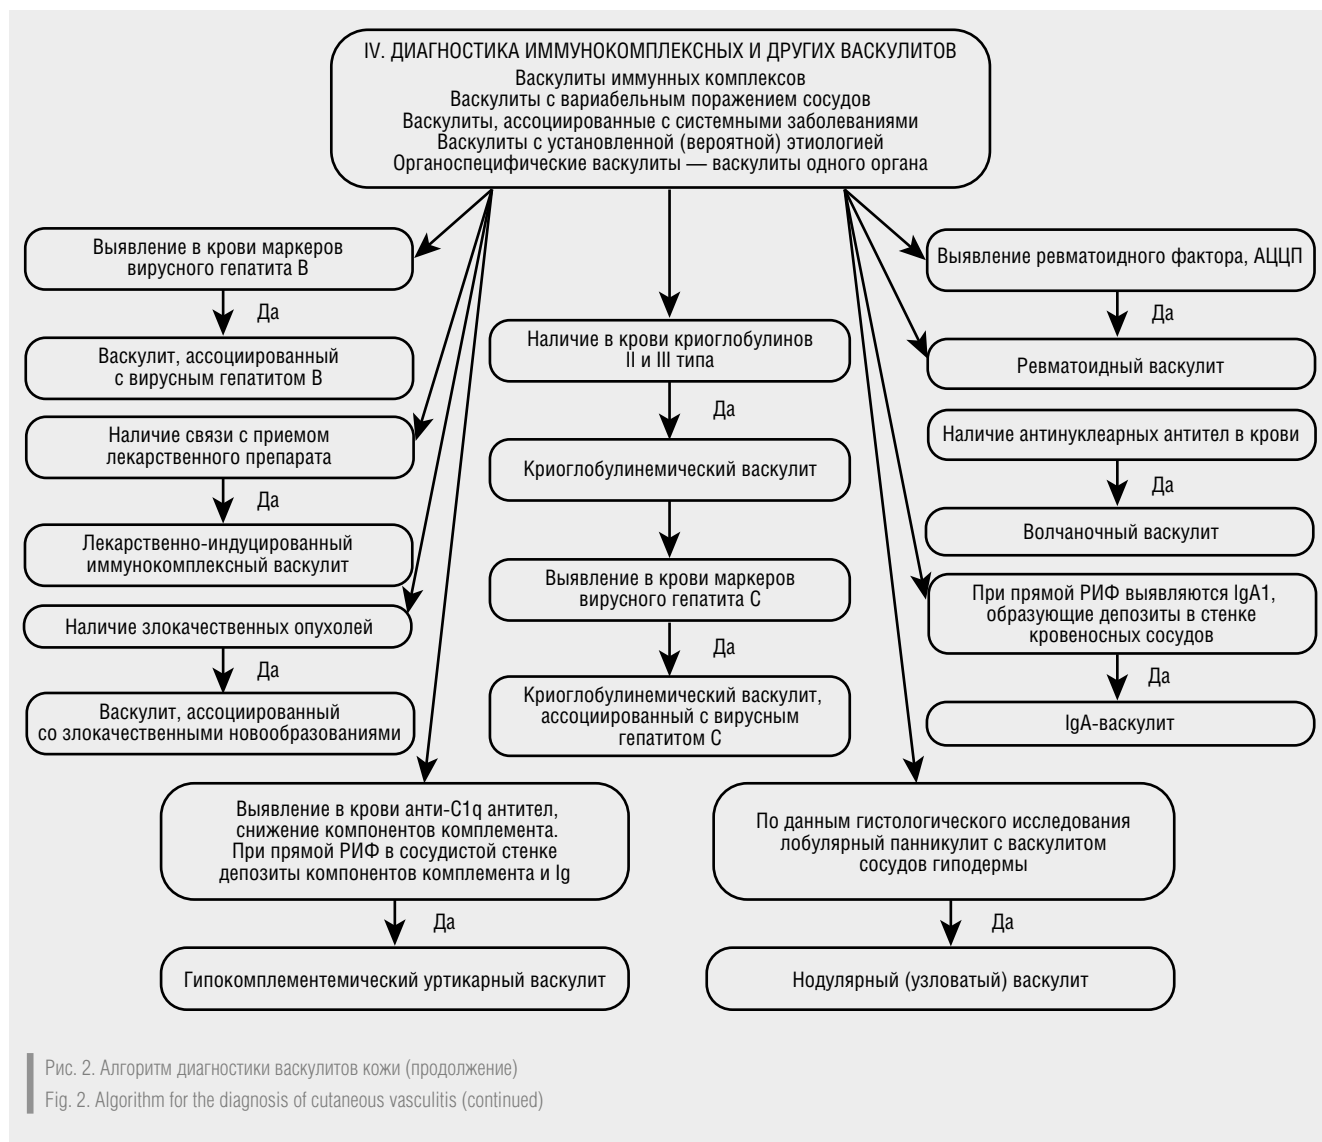 IV. ДИАГНОСТИКА ИММУНОКОМПЛЕКСНЫХ И ДРУГИХ ВАСКУЛИТОВ
Васкулиты иммунных комплексов
Васкулиты с вариабельным поражением сосудов
Васкулиты, ассоциированные с системными заболеваниями
Васкулиты с установленной (вероятной) этиологией
Органоспецифические васкулиты — васкулиты одного органа
Выявление в крови маркеров
вирусного гепатита В
Да
Васкулит, ассоциированный
с вирусным гепатитом В
Наличие связи с приемом
лекарственного препарата
Да
Лекарственно-индуцированный
иммунокомплексный васкулит
Наличие злокачественных опухолей
Да
Васкулит, ассоциированный
со злокачественными новообразованиями
Наличие в крови криоглобулинов
II и III типа
Да
Криоглобулинемический васкулит
Выявление в крови маркеров
вирусного гепатита С
Да
Криоглобулинемический васкулит,
ассоциированный с вирусным
гепатитом С
Выявление ревматоидного фактора, АЦЦП
Да
Ревматоидный васкулит
Наличие антинуклеарных антител в крови
Да
Волчаночный васкулит
При прямой РИФ выявляются IgA1,
образующие депозиты в стенке
кровеносных сосудов
Да
IgA-васкулит
Выявление в крови анти-C1q антител,
снижение компонентов комплемента.
При прямой РИФ в сосудистой стенке
депозиты компонентов комплемента и Ig
Да
Гипокомплементемический уртикарный васкулит
По данным гистологического исследования
лобулярный панникулит с васкулитом
сосудов гиподермы
Да
Нодулярный (узловатый) васкулит
Рис. 2. Алгоритм диагностики васкулитов кожи (продолжение)
Fig. 2. Algorithm for the diagnosis of cutaneous vasculitis (continued)